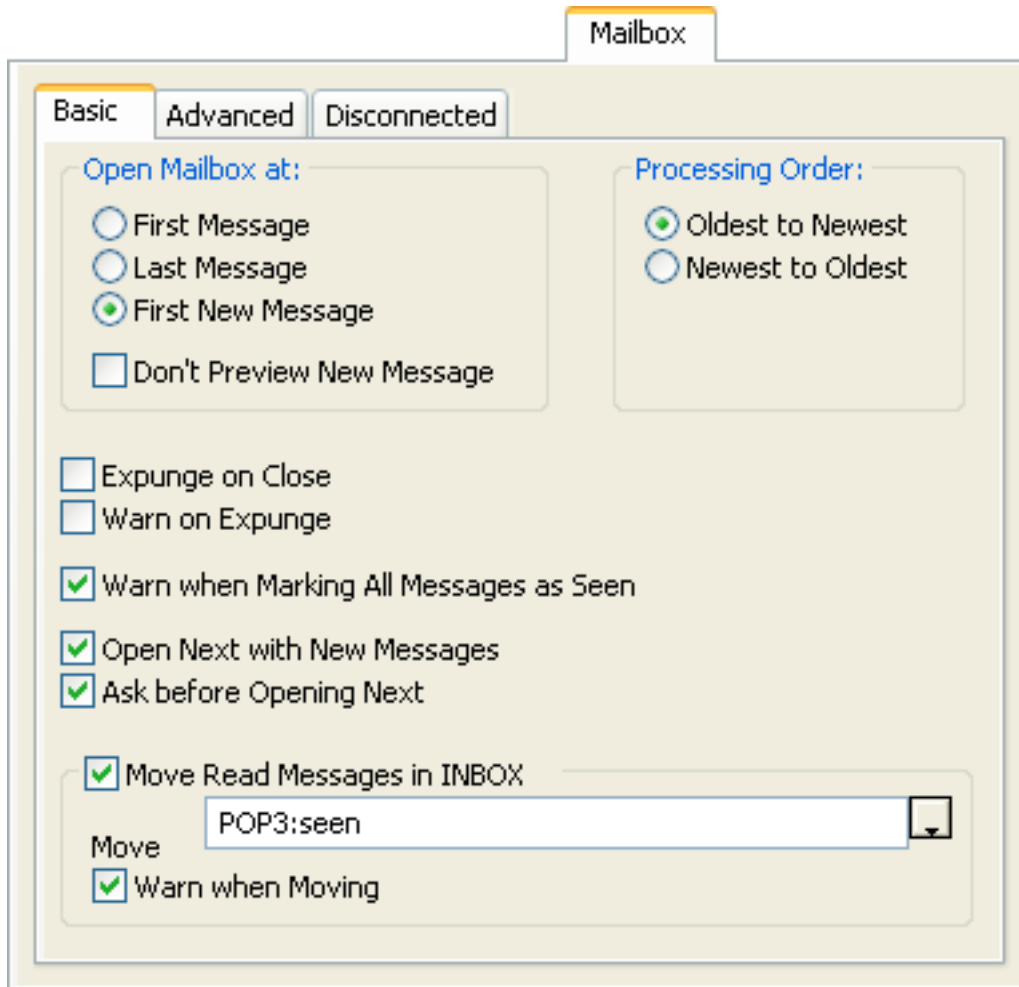 Mailbox
Basic Advanced Disconnected
Open Mailbox at:
First Message
Last Message
First New Message
Don't Preview New Message
Processing Order:
Oldest to Newest
Newest to Oldest
Expunge on Close
Warn on Expunge
Warn when Marking All Messages as Seen
Open Next with New Messages
Ask before Opening Next
Move Read Messages in INBOX
POP3:seen
Move
Warn when Moving